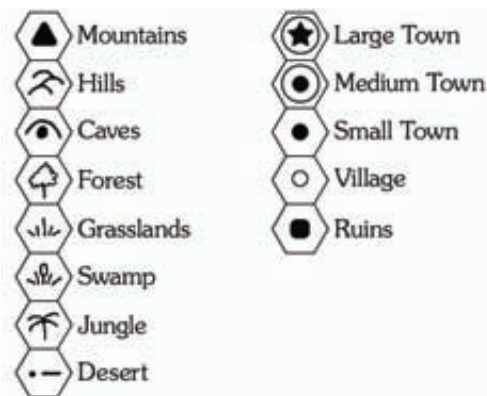 Mountains
Hills
Caves
Forest
Grasslands
Swamp
Jungle
Desert
Large Town
Medium Town
Small Town
Village
Ruins